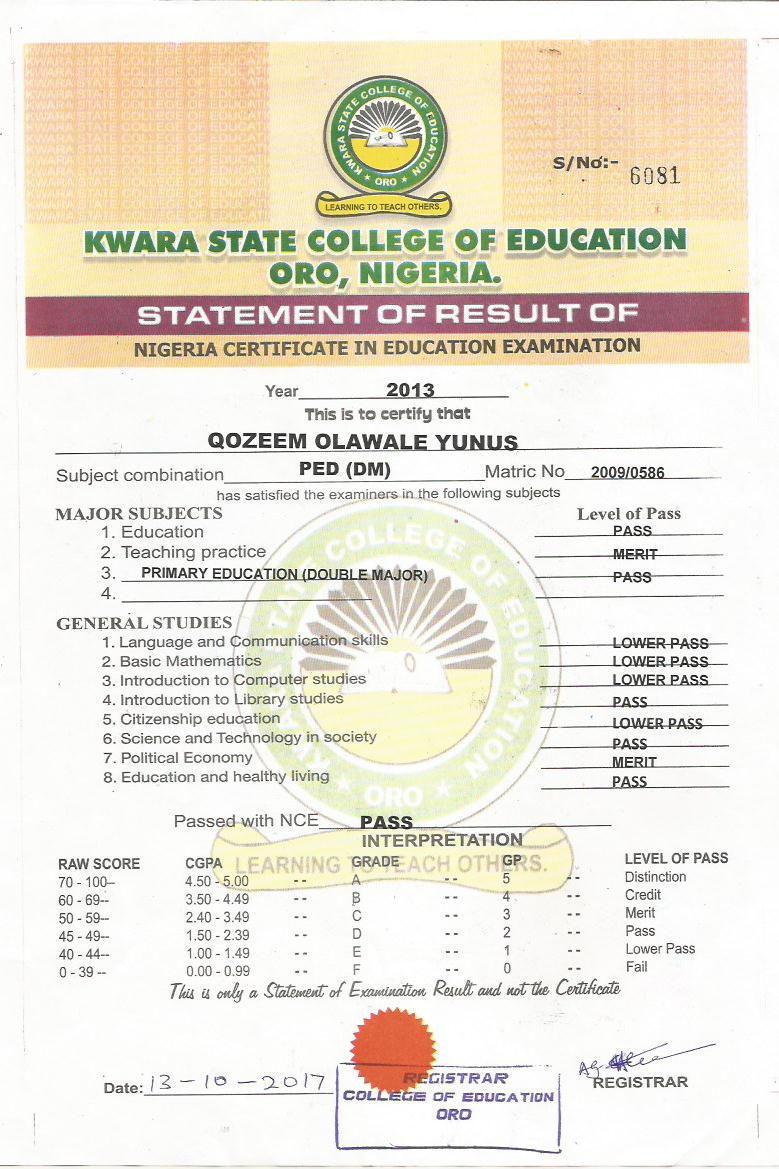 KWARA STATE COLLEGE OF EDUCATION
★ ORO ★
LEARNING TO TEACH OTHERS.
S/No:- 6081
KWARA STATE COLLEGE OF EDUCATION
ORO, NIGERIA.
STATEMENT OF RESULT OF
NIGERIA CERTIFICATE IN EDUCATION EXAMINATION
Year 2013
This is to certify that
QOZEEM OLAWALE YUNUS
Subject combination PED (DM) Matric No 2009/0586
has satisfied the examiners in the following subjects
MAJOR SUBJECTS Level of Pass
1. Education PASS
2. Teaching practice MERIT
3. PRIMARY EDUCATION (DOUBLE MAJOR) PASS
4.
GENERAL STUDIES
1. Language and Communication skills LOWER PASS
2. Basic Mathematics LOWER PASS
3. Introduction to Computer studies LOWER PASS
4. Introduction to Library studies PASS
5. Citizenship education LOWER PASS
6. Science and Technology in society PASS
7. Political Economy MERIT
8. Education and healthy living PASS
KWARA STATE COLLEGE OF EDUCATION
★ ORO ★
Passed with NCE PASS
INTERPRETATION
LEARNING TO TEACH OTHERS.
RAW SCORE CGPA GRADE GP LEVEL OF PASS
70 - 100-- 4.50 - 5.00 -- A -- 5 -- Distinction
60 - 69-- 3.50 - 4.49 -- B -- 4 -- Credit
50 - 59-- 2.40 - 3.49 -- C -- 3 -- Merit
45 - 49-- 1.50 - 2.39 -- D -- 2 -- Pass
40 - 44-- 1.00 - 1.49 -- E -- 1 -- Lower Pass
0 - 39 -- 0.00 - 0.99 -- F -- 0 -- Fail
This is only a Statement of Examination Result and not the Certificate
Date: 13-10-2017
REGISTRAR
COLLEGE OF EDUCATION
ORO
REGISTRAR